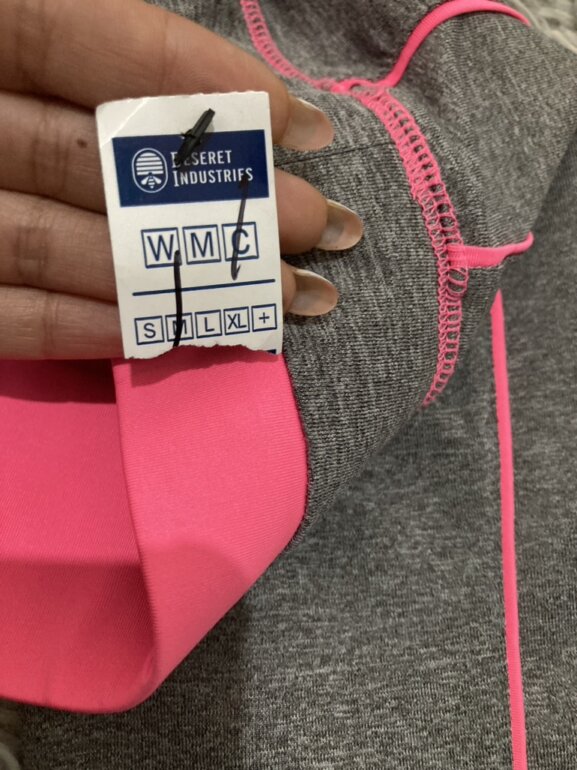 DESERET
INDUSTRIES
W M C
S M L XL +